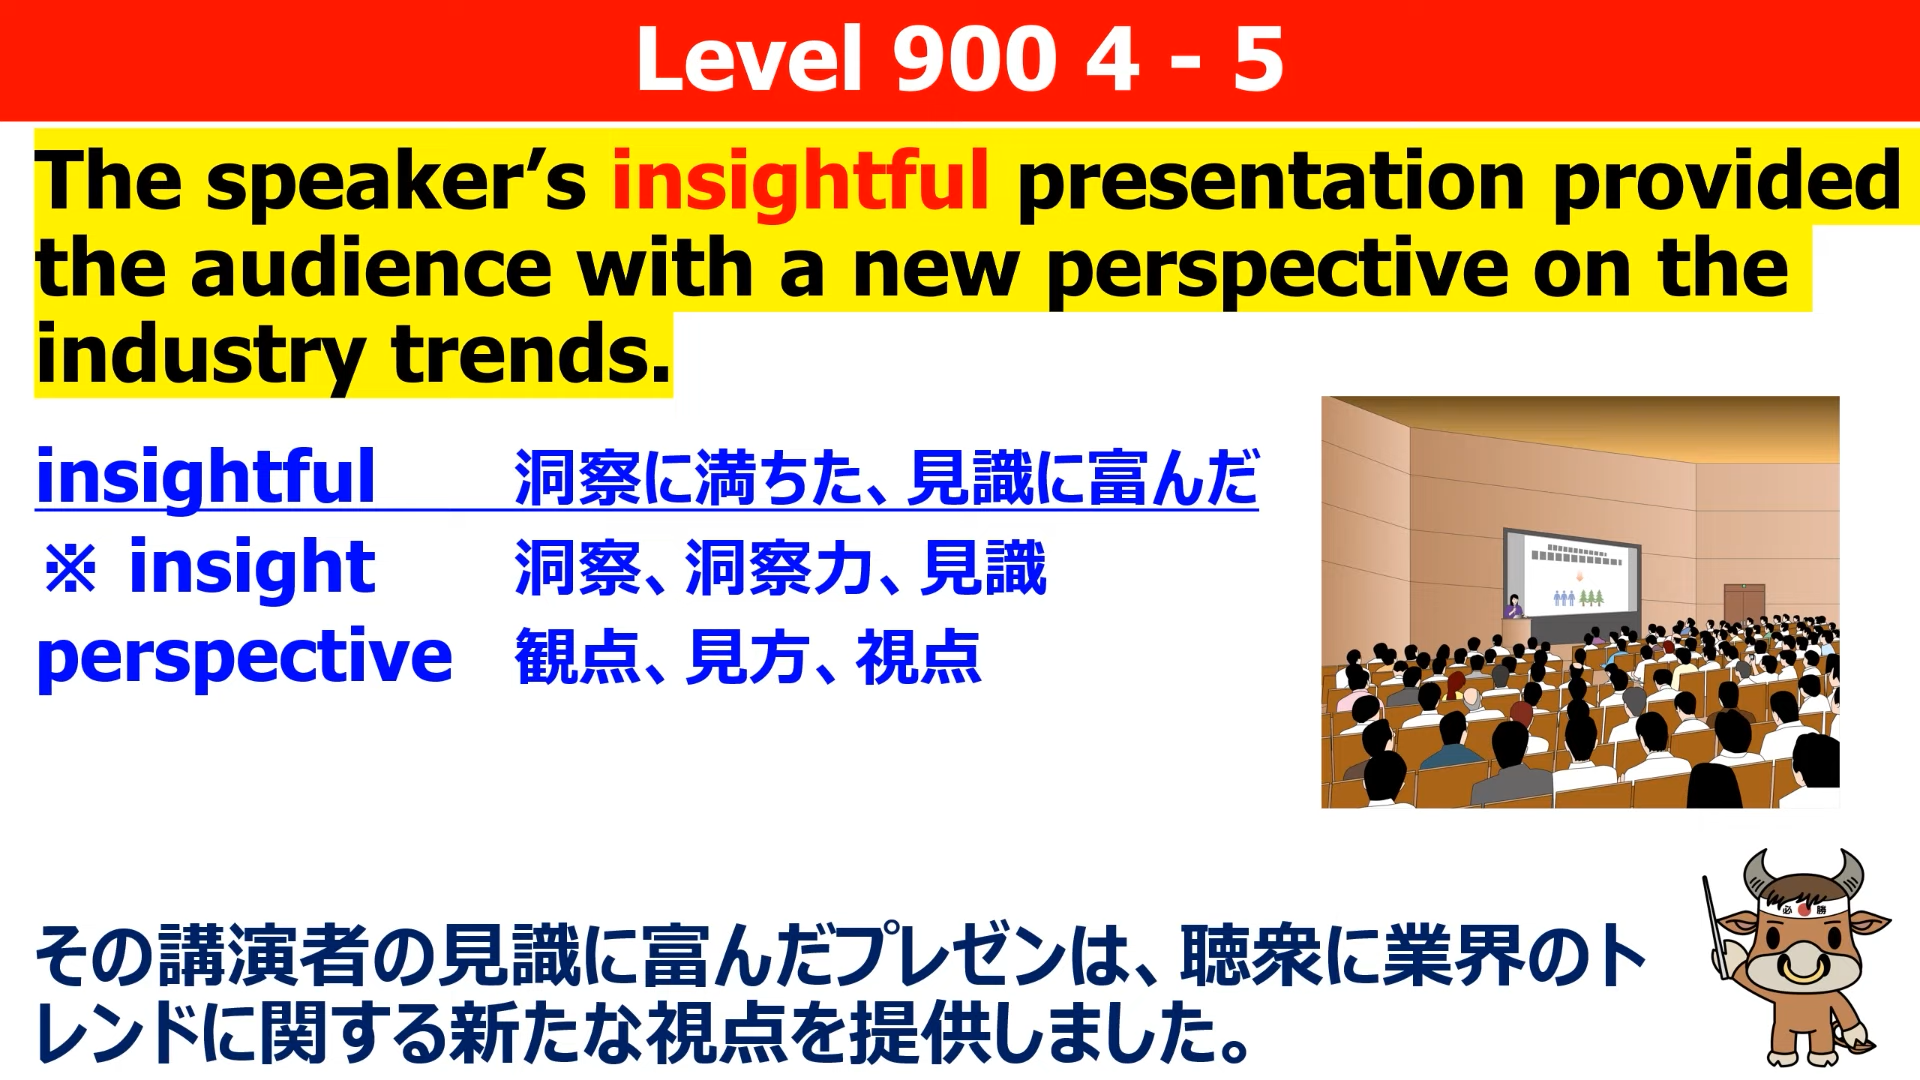 Level 900 4 - 5
The speaker’s insightful presentation provided
the audience with a new perspective on the
industry trends.
insightful 洞察に満ちた、見識に富んだ
※ insight 洞察、洞察力、見識
perspective 観点、見方、視点
必 勝
その講演者の見識に富んだプレゼンは、聴衆に業界のト
レンドに関する新たな視点を提供しました。